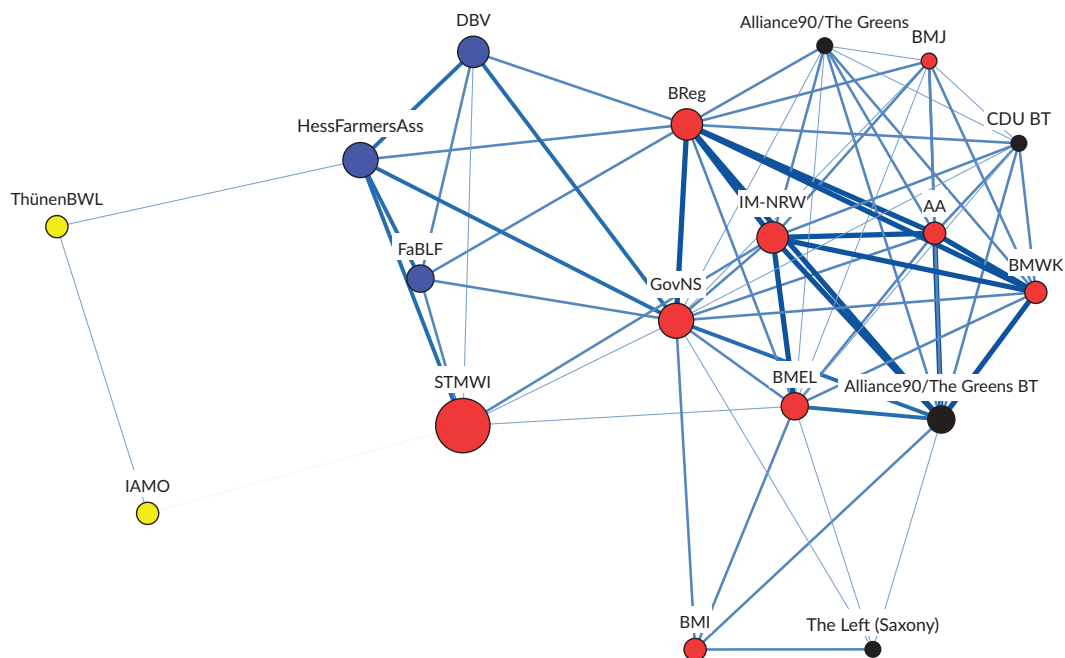 DBV
Alliance90/The Greens
BMJ
BReg
CDU BT
HessFarmersAss
ThünenBWL
IM-NRW
AA
FaBLF
BMWK
GovNS
STMWI
BMEL
Alliance90/The Greens BT
IAMO
BMI
The Left (Saxony)